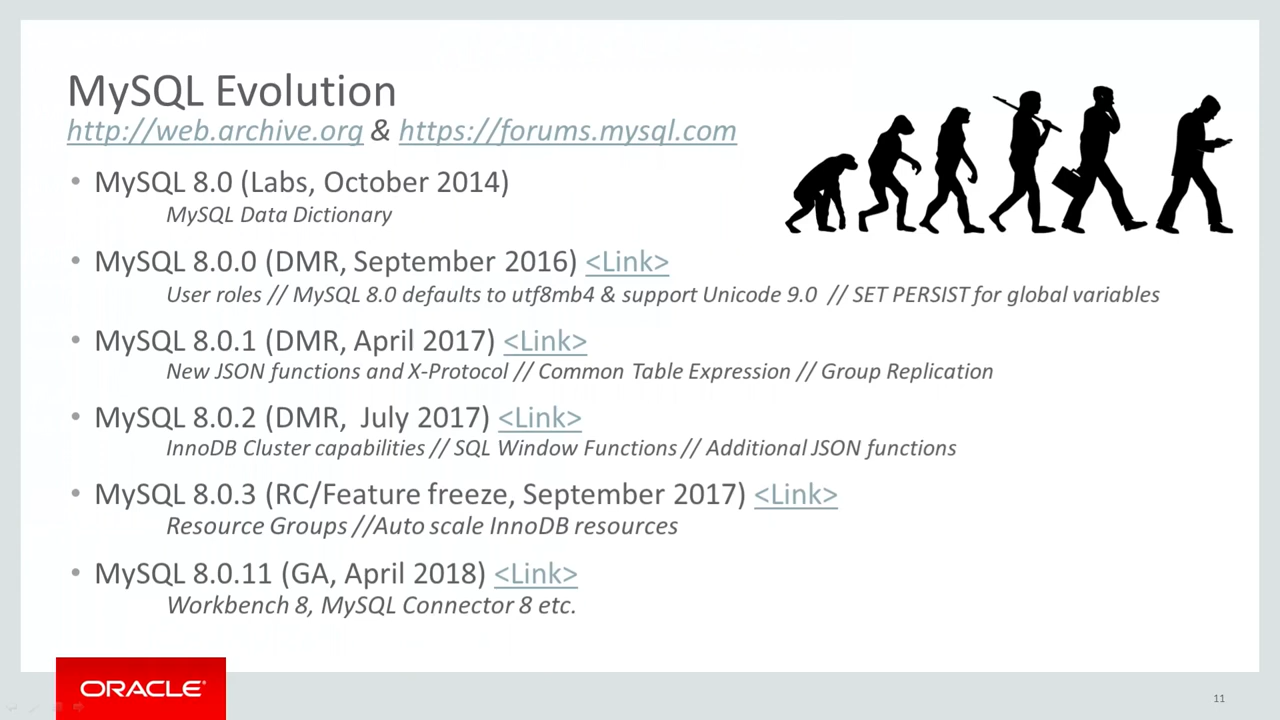 MySQL Evolution
http://web.archive.org & https://forums.mysql.com
• MySQL 8.0 (Labs, October 2014)
MySQL Data Dictionary
• MySQL 8.0.0 (DMR, September 2016) <Link>
User roles // MySQL 8.0 defaults to utf8mb4 & support Unicode 9.0 // SET PERSIST for global variables
• MySQL 8.0.1 (DMR, April 2017) <Link>
New JSON functions and X-Protocol // Common Table Expression // Group Replication
• MySQL 8.0.2 (DMR, July 2017) <Link>
InnoDB Cluster capabilities // SQL Window Functions // Additional JSON functions
• MySQL 8.0.3 (RC/Feature freeze, September 2017) <Link>
Resource Groups //Auto scale InnoDB resources
• MySQL 8.0.11 (GA, April 2018) <Link>
Workbench 8, MySQL Connector 8 etc.
ORACLE®
11